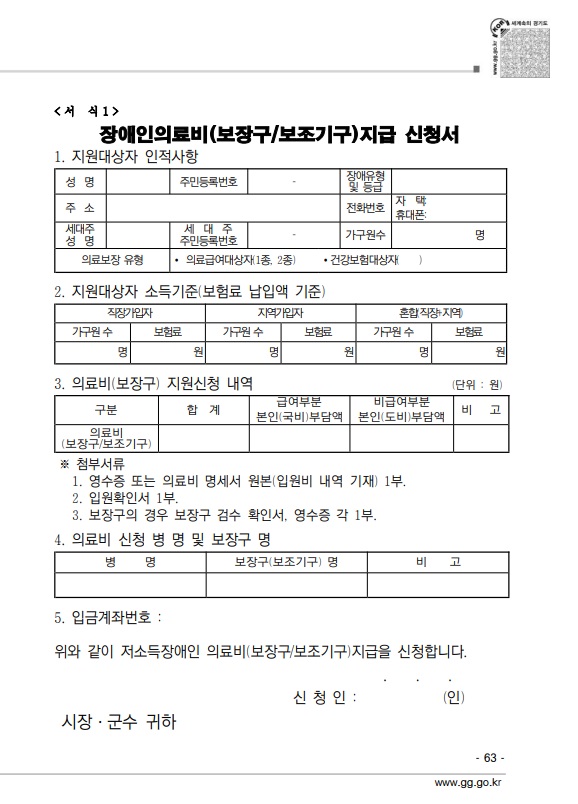 세계속의 경기도
<서 식1>
장애인의료비(보장구/보조기구)지급 신청서
1. 지원대상자 인적사항
성 명 주민등록번호 - 장애유형 및 등급
주 소 전화번호 자 택: 휴대폰:
세대주 성 명 세 대 주 주민등록번호 - 가구원수 명
의료보장 유형 • 의료급여대상자(1종, 2종) •건강보험대상자( )
2. 지원대상자 소득기준(보험료 납입액 기준)
직장가입자 지역가입자 혼합(직장+지역)
가구원 수 보험료 가구원 수 보험료 가구원 수 보험료
명 원 명 원 명 원
3. 의료비(보장구) 지원신청 내역 (단위 : 원)
구분 합 계 급여부분 본인(국비)부담액 비급여부분 본인(도비)부담액 비 고
의료비 (보장구/보조기구)
※ 첨부서류
1. 영수증 또는 의료비 명세서 원본(입원비 내역 기재) 1부.
2. 입원확인서 1부.
3. 보장구의 경우 보장구 검수 확인서, 영수증 각 1부.
4. 의료비 신청 병 명 및 보장구 명
병 명 보장구(보조기구) 명 비 고
5. 입금계좌번호 :
위와 같이 저소득장애인 의료비(보장구/보조기구)지급을 신청합니다.
. . .
신 청 인 : (인)
시장 · 군수 귀하
- 63 -
www.gg.go.kr